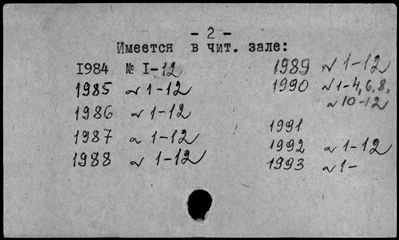 - 2 -
Имеется в чит. зале:
1984 № I-12
1985 № 1-12
1986 № 1-12
1987 № 1-12
1988 № 1-12
1989 № 1-12
1990 № 1-4, 6, 8,
№ 10-12
1991
1992 № 1-12
1993 № 1-